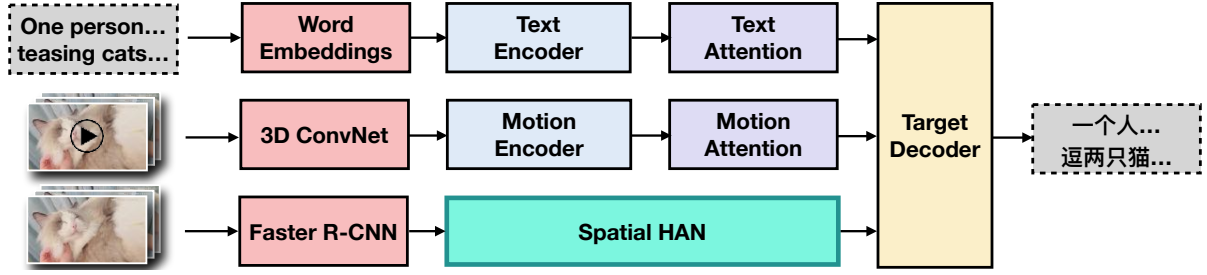 One person...
teasing cats...
Word
Embeddings
Text
Encoder
Text
Attention
3D ConvNet
Motion
Encoder
Motion
Attention
Faster R-CNN
Spatial HAN
Target
Decoder
一个人...
逗两只猫...